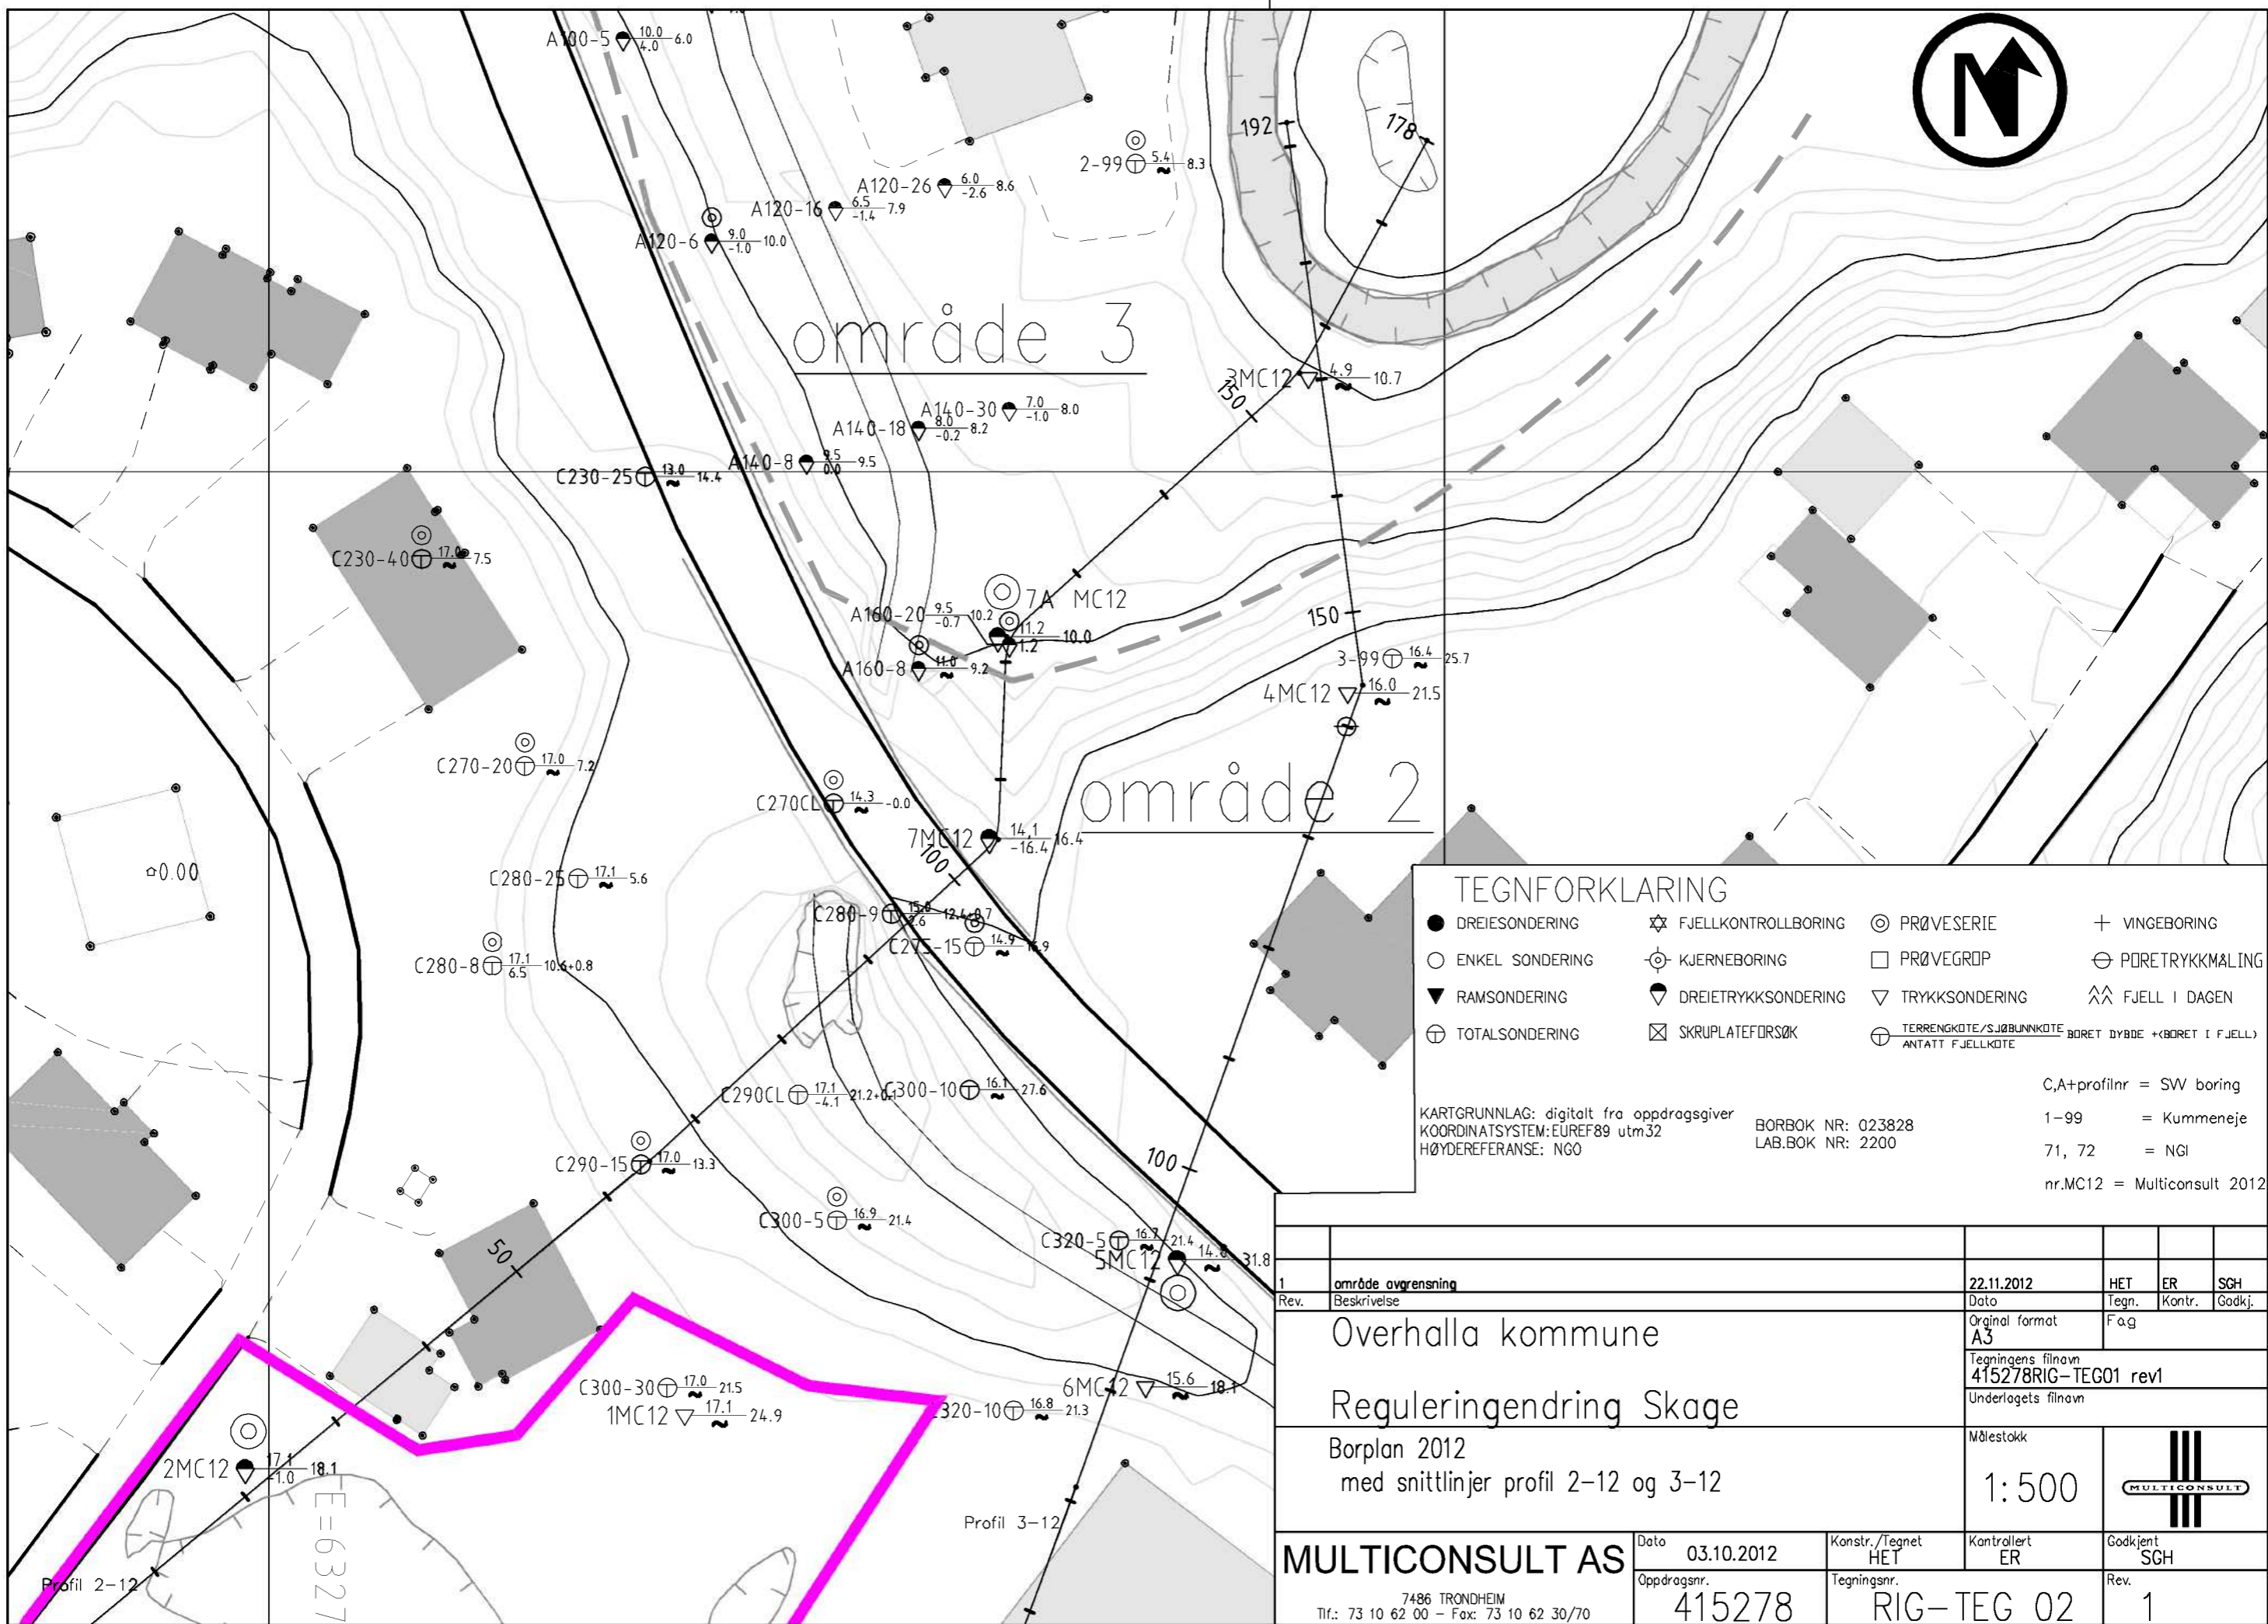 A100-5 10.0 4.0 6.0
192
178
2-99 5.4 8.3
A120-26 6.0 -2.6 8.6
A120-16 6.5 -1.4 7.9
A120-6 9.0 -1.0 10.0
område 3
3MC12 4.9 10.7
150
A140-30 7.0 -1.0 8.0
A140-18 8.0 -0.2 8.2
A140-8 9.5 0.0 9.5
C230-25 13.0 14.4
C230-40 17.0 7.5
7A MC12
11.2 1.2 10.0
A160-20 9.5 -0.7 10.2
A160-8 11.0 9.2
150
3-99 16.4 25.7
4MC12 16.0 21.5
C270-20 17.0 7.2
C270CL 14.3 -0.0
område 2
7MC12 14.1 -16.4 16.4
100
0.00
C280-25 17.1 5.6
C280-9 15.0 2.6 12.4+0.7
C275-15 14.9
C280-8 17.1 6.5 10.6+0.8
C290CL 17.1 -4.1 21.2+0.1
C300-10 16.1 27.6
C290-15 17.0 13.3
100
C300-5 16.9 21.4
C320-5 16.7 21.4
5MC12 31.8
50
C300-30 17.0 21.5
1MC12 17.1 24.9
6MC12 15.6 18.1
320-10 16.8 21.3
2MC12 17.1 -1.0 18.1
E=6327
Profil 2-12
Profil 3-12
TEGNFORKLARING
DREIESONDERING FJELLKONTROLLBORING PRØVESERIE VINGEBORING
ENKEL SONDERING KJERNEBORING PRØVEGROP PORETRYKKMÅLING
RAMSONDERING DREIETRYKKSONDERING TRYKKSONDERING FJELL I DAGEN
TOTALSONDERING SKRUPLATEFORSØK TERRENGKOTE/SJØBUNNKOTE BORET DYBDE +(BORET I FJELL)
ANTATT FJELLKOTE
C,A+profilnr = SVV boring
1-99 = Kummeneje
71, 72 = NGI
nr.MC12 = Multiconsult 2012
KARTGRUNNLAG: digitalt fra oppdragsgiver
KOORDINATSYSTEM:EUREF89 utm32
HØYDEREFERANSE: NGO
BORBOK NR: 023828
LAB.BOK NR: 2200
1 område avgrensning 22.11.2012 HET ER SGH
Rev. Beskrivelse Dato Tegn. Kontr. Godkj.
Overhalla kommune
Reguleringendring Skage
Orginal format
A3
Fag
Tegningens filnavn
415278RIG-TEG01 rev1
Underlagets filnavn
Borplan 2012
med snittlinjer profil 2-12 og 3-12
Målestokk
1:500
MULTICONSULT
MULTICONSULT AS
7486 TRONDHEIM
Tlf.: 73 10 62 00 - Fax: 73 10 62 30/70
Dato 03.10.2012
Konstr./Tegnet HET
Kontrollert ER
Godkjent SGH
Oppdragsnr. 415278
Tegningsnr. RIG-TEG 02
Rev. 1